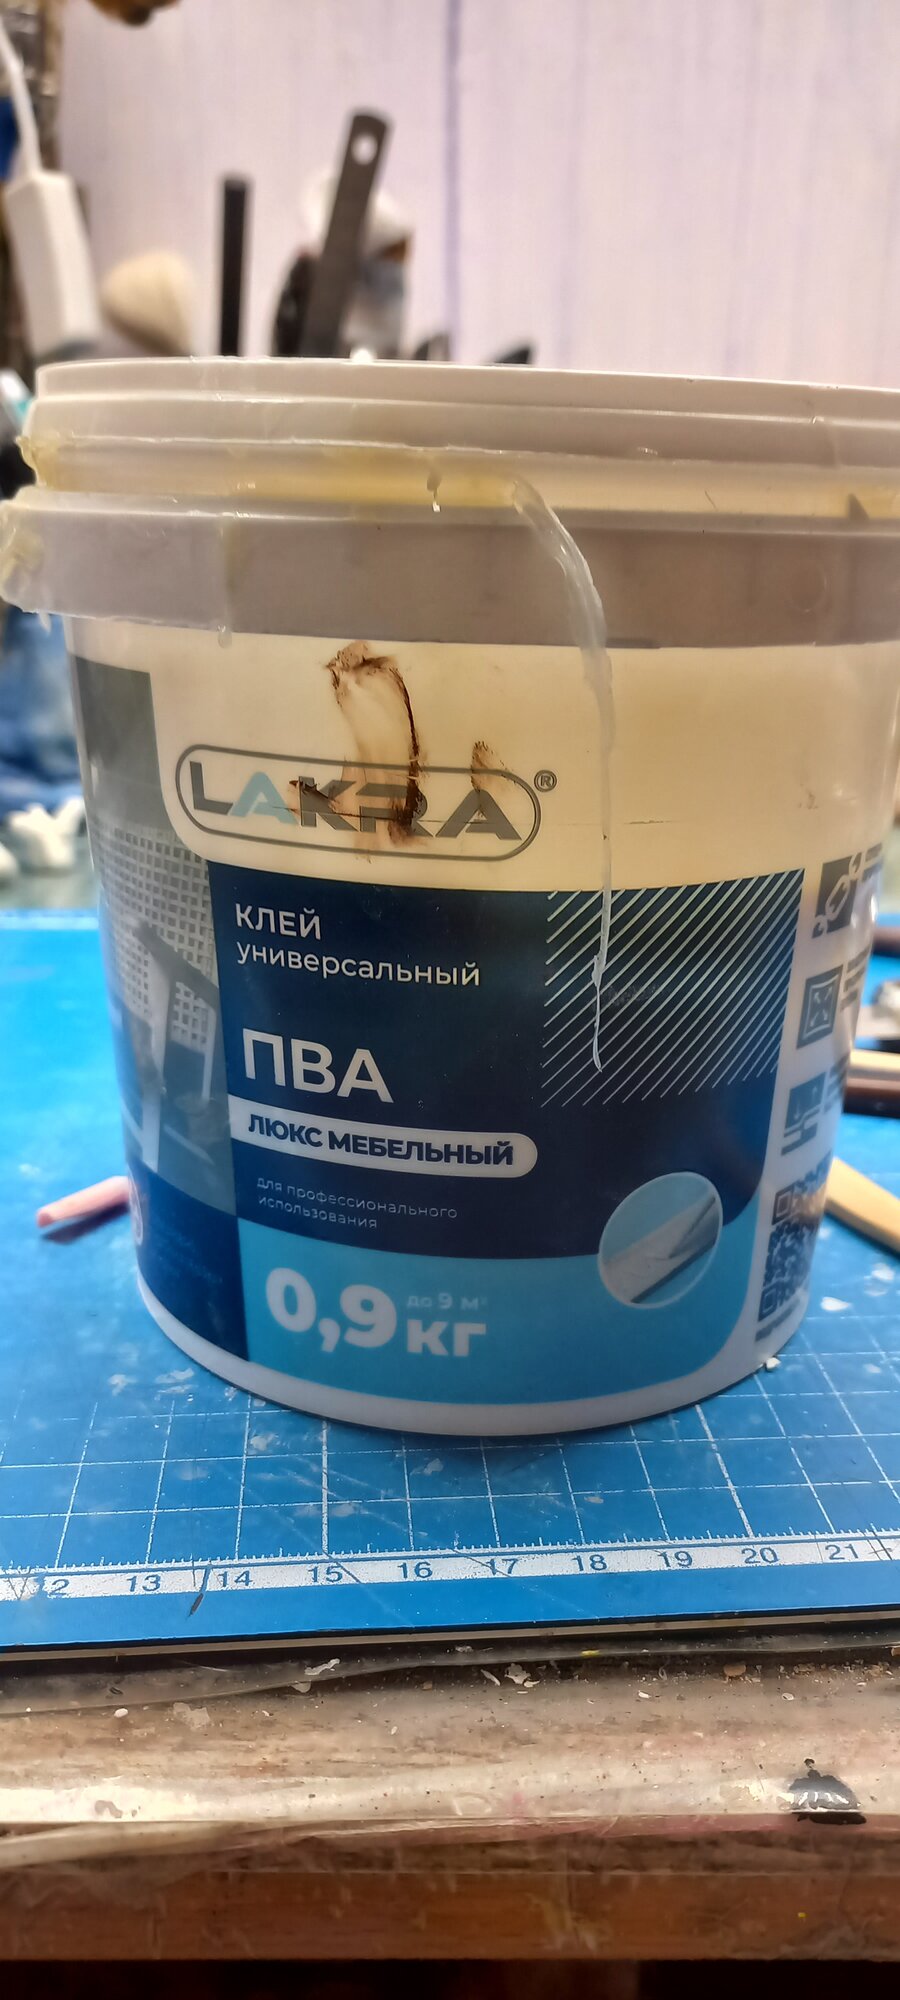 LAKRA®
КЛЕЙ
универсальный
ПВА
ЛЮКС МЕБЕЛЬНЫЙ
для профессионального
использования
0,9 кг
до 9 м²
13 14 15 16 17 18 19 20 21